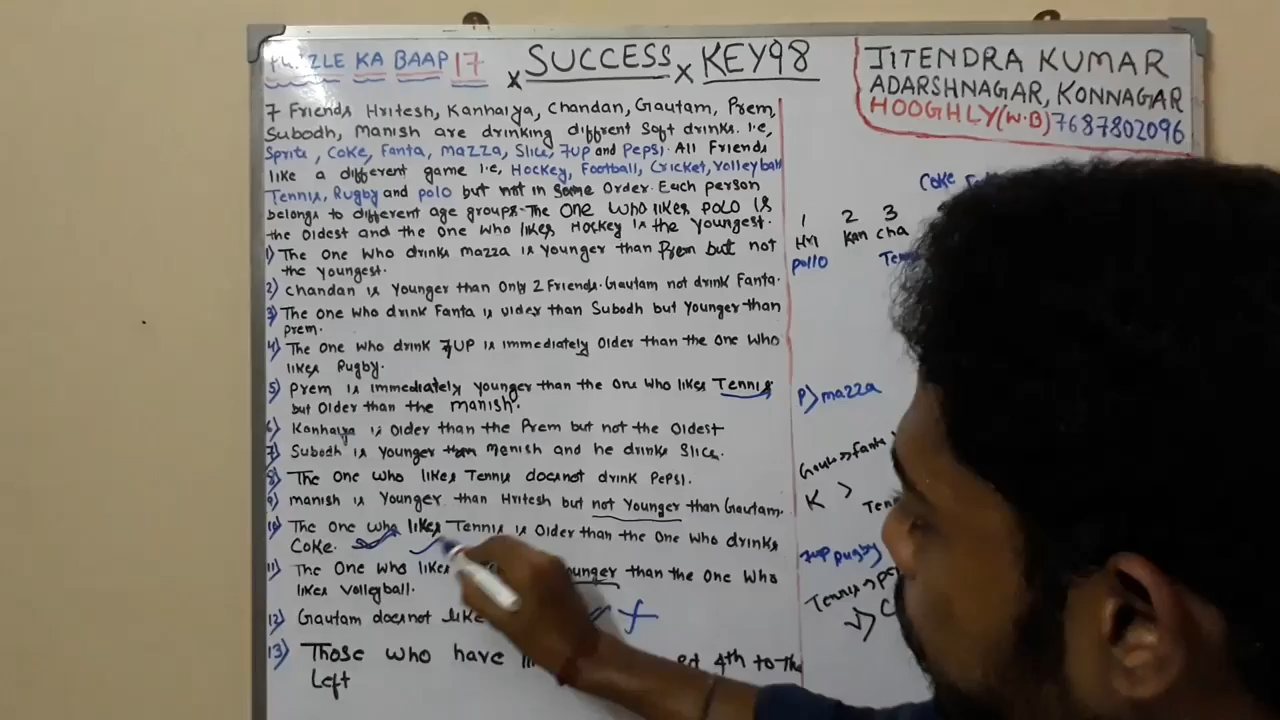 PUZZLE KA BAAP 17
x SUCCESS x KEY98
JITENDRA KUMAR
ADARSHNAGAR, KONNAGAR
HOOGHLY(W.B) 7687802096
7 Friends Hritesh, Kanhaiya, Chandan, Gautam, Prem
Subodh, Manish are drinking diffrent Soft drinks. i.e,
Sprite, Coke, Fanta, Mazza, Slice, 7up and Pepsi. All Friends
like a different game i.e, Hockey, Football, Cricket, Volleyball
Tennis, Rugby and polo but not in Same Order. Each person
belongs to different age groups. The One who likes POLO is
the Oldest and the One who likes Hockey is the Youngest.
1) The One who drinks mazza is Younger than Prem but not
the Youngest.
2) Chandan is Younger than Only 2 Friends. Gautam not drink Fanta.
3) The One who drink Fanta is older than Subodh but Younger than
prem.
4) The One who drink 7UP is immediately Older than the One who
likes Rugby.
5) Prem is immediately younger than the One who likes Tennis
but Older than the manish.
6) Kanhaiya is Older than the Prem but not the Oldest
7) Subodh is Younger than Manish and he drinks Slice.
8) The One who likes Tennis doesnot drink Pepsi.
9) manish is Younger than Hritesh but not Younger than Gautam.
10) The One who likes Tennis is Older than the One who drinks
Coke.
11) The One who likes younger than the One who
likes Volleyball.
12) Gautam doesnot like
13) Those who have 4th to the
Left
Coke
1 2 3
Hri Kan Cha
pollo
P > mazza
K >
7up Rugby